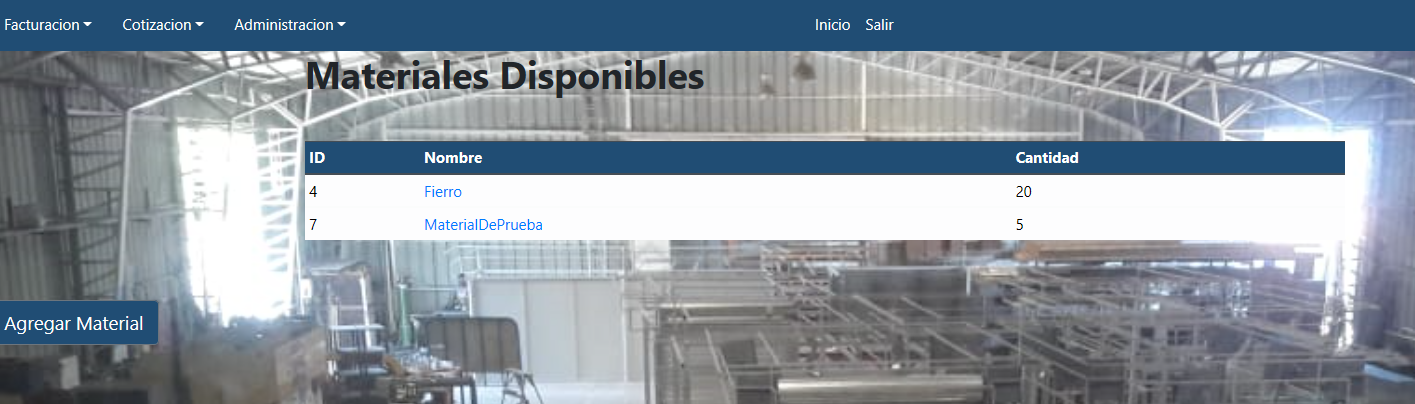 Facturacion Cotizacion Administracion Inicio Salir
Materiales Disponibles
ID Nombre Cantidad
4 Fierro 20
7 MaterialDePrueba 5
Agregar Material